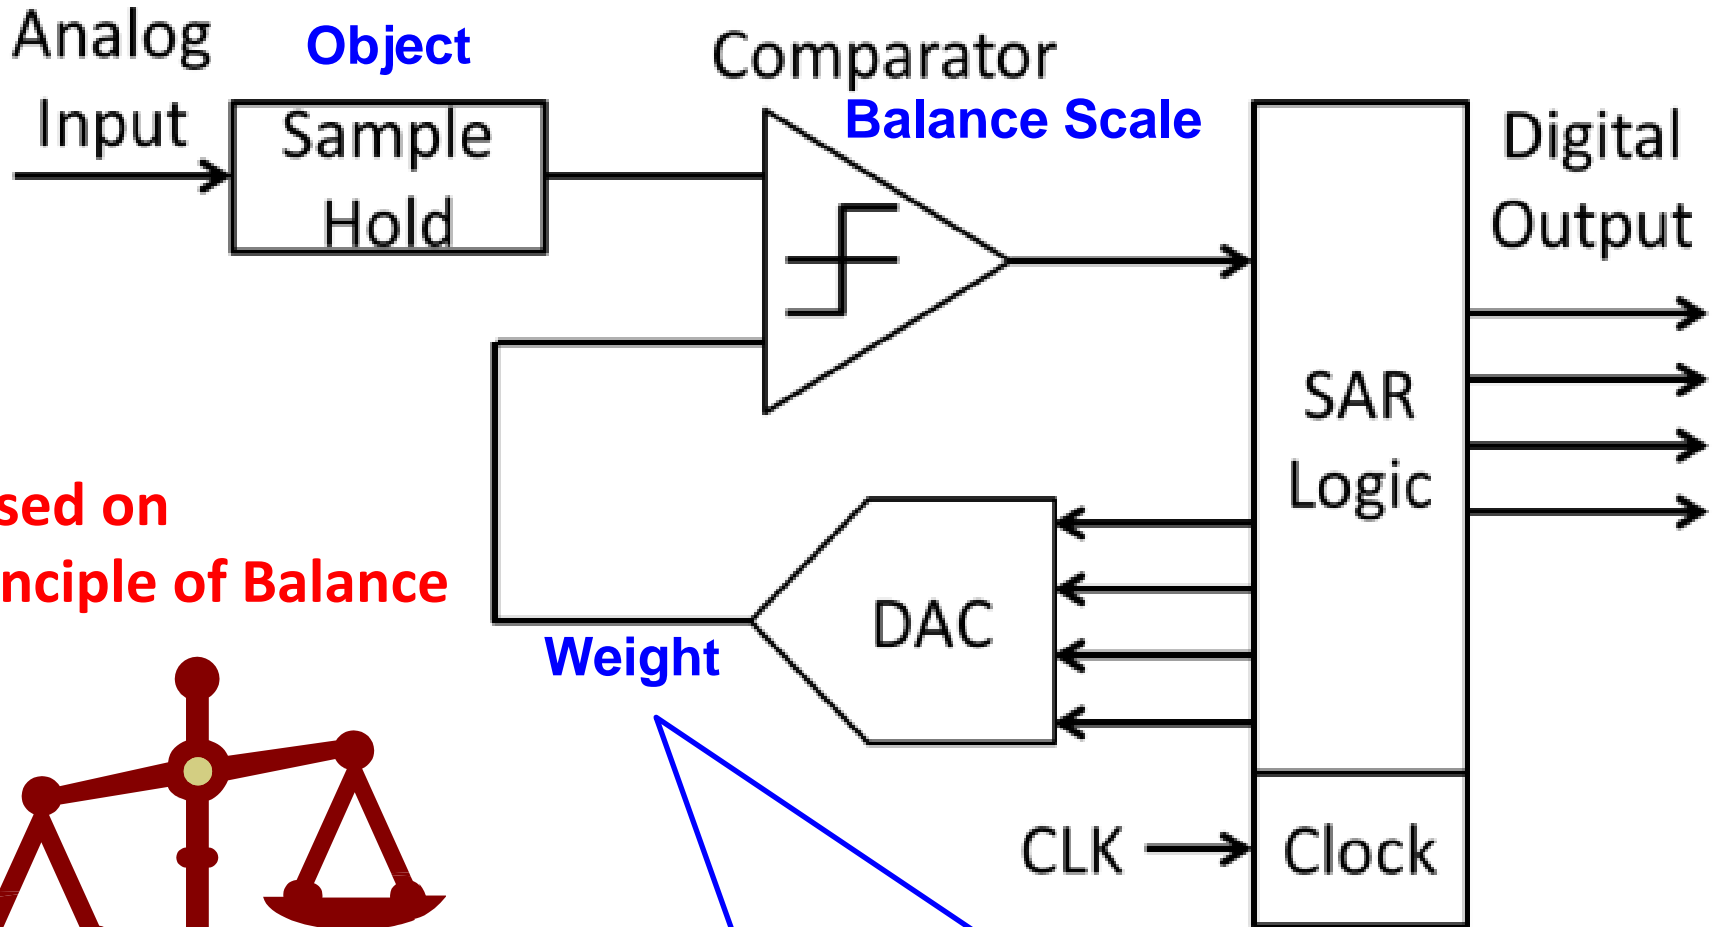 Analog
Input
Object
Sample
Hold
Comparator
Balance Scale
Digital
Output
SAR
Logic
sed on
nciple of Balance
Weight
DAC
CLK
Clock